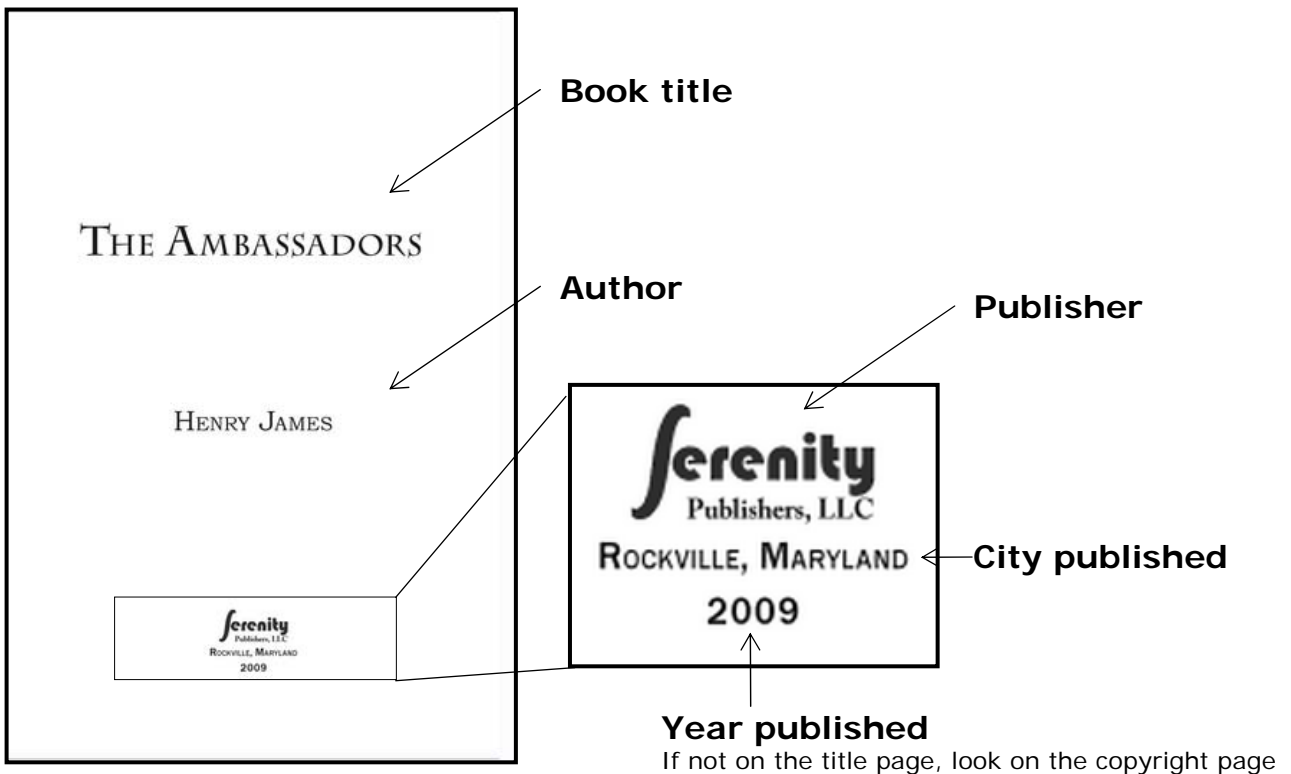 Book title
THE AMBASSADORS
Author
HENRY JAMES
Serenity
Publishers, LLC
ROCKVILLE, MARYLAND
2009
Publisher
Serenity
Publishers, LLC
ROCKVILLE, MARYLAND
City published
2009
Year published
If not on the title page, look on the copyright page